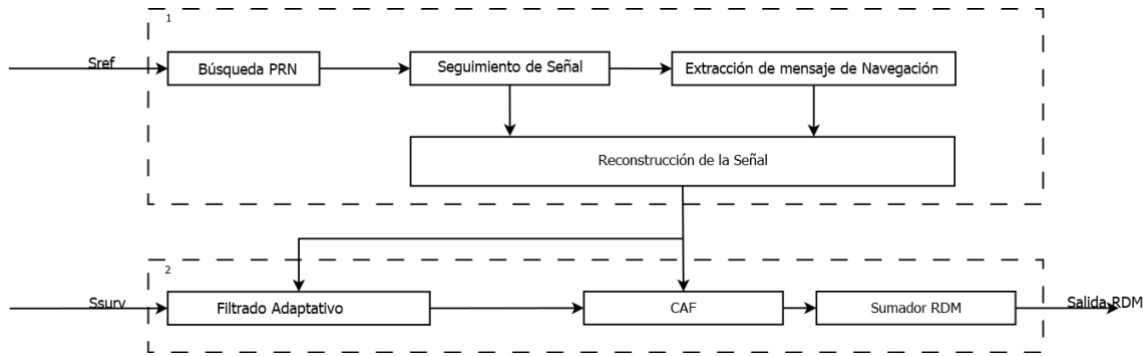 1
Sref
Búsqueda PRN
Seguimiento de Señal
Extracción de mensaje de Navegación
Reconstrucción de la Señal
2
Ssurv
Filtrado Adaptativo
CAF
Sumador RDM
Salida RDM